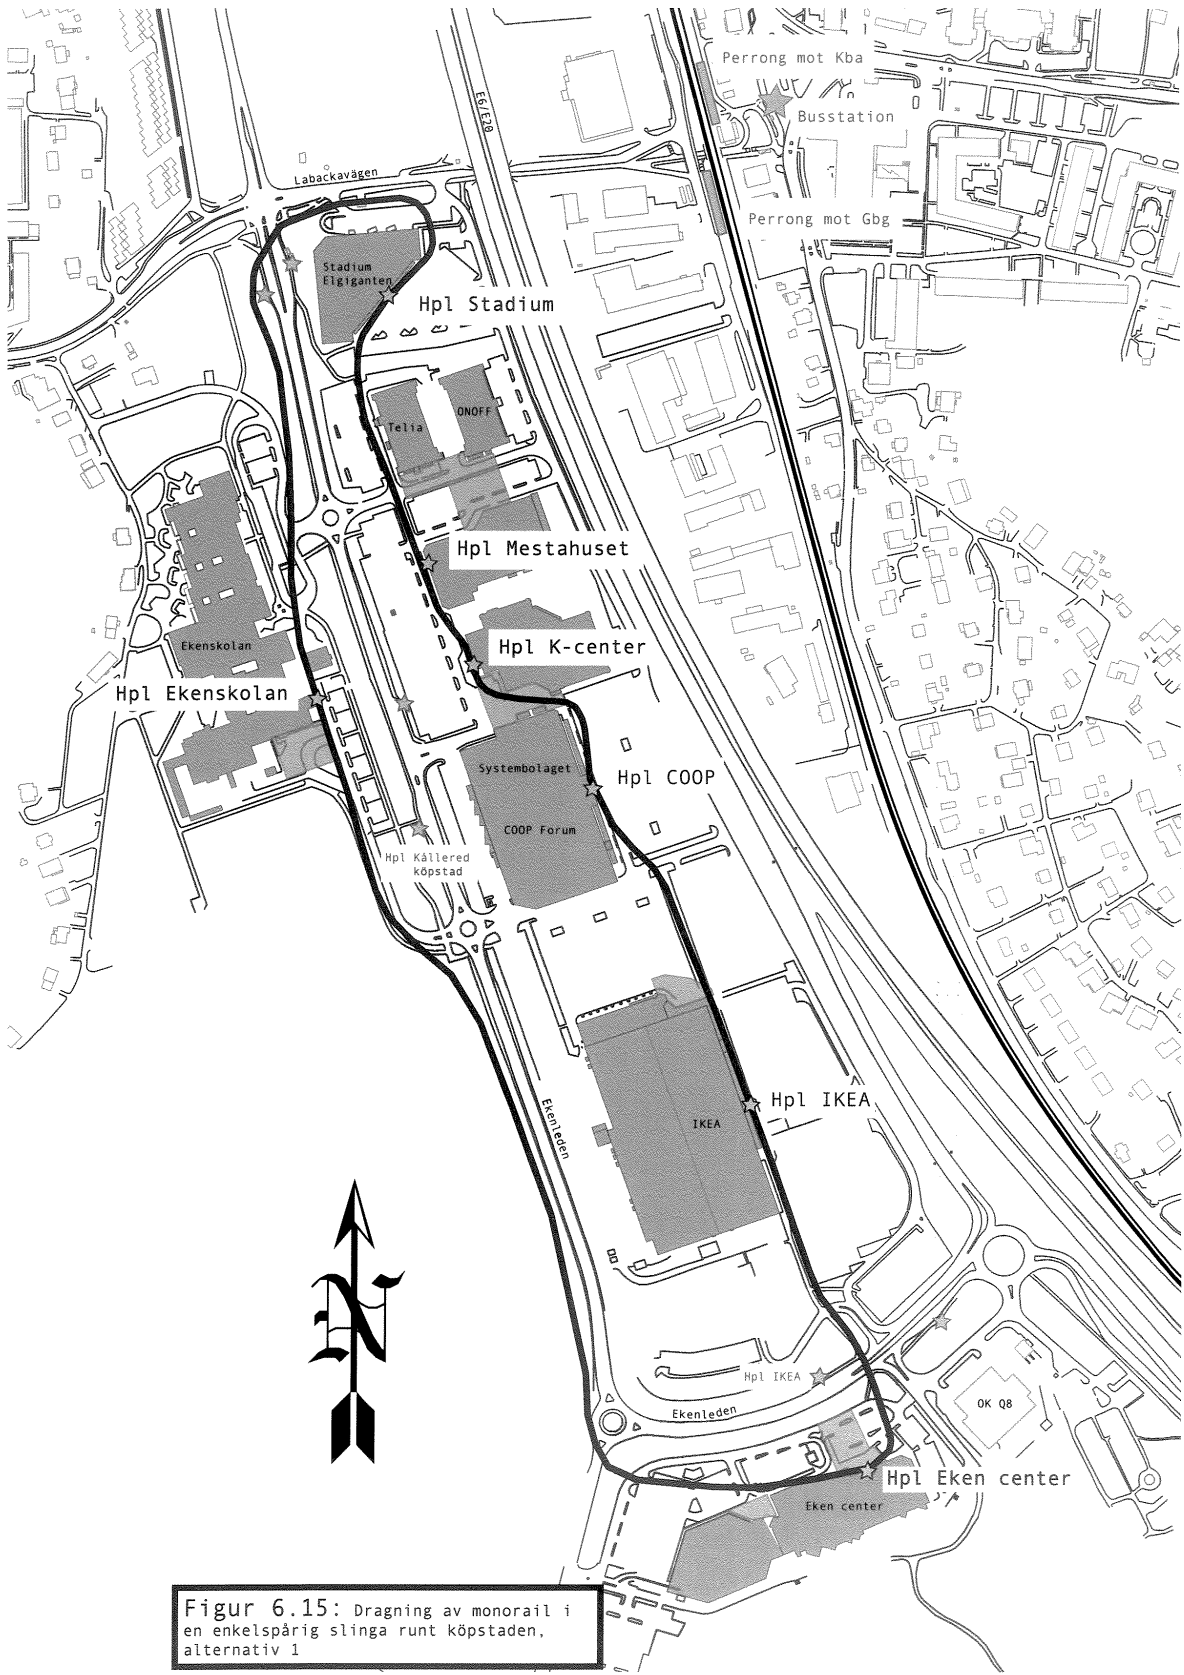 Perrong mot Kba
E6/E20
Busstation
Labackavägen
Perrong mot Gbg
Stadium
Elgiganten
Hpl Stadium
ONOFF
Telia
Hpl Mestahuset
Ekenskolan
Hpl K-center
Hpl Ekenskolan
Systembolaget
Hpl COOP
COOP Forum
Hpl Kållered
köpstad
Hpl IKEA
Ekenleden
IKEA
N
Hpl IKEA
Ekenleden
OK Q8
Hpl Eken center
Eken center
Figur 6.15: Dragning av monorail i
en enkelspårig slinga runt köpstaden,
alternativ 1